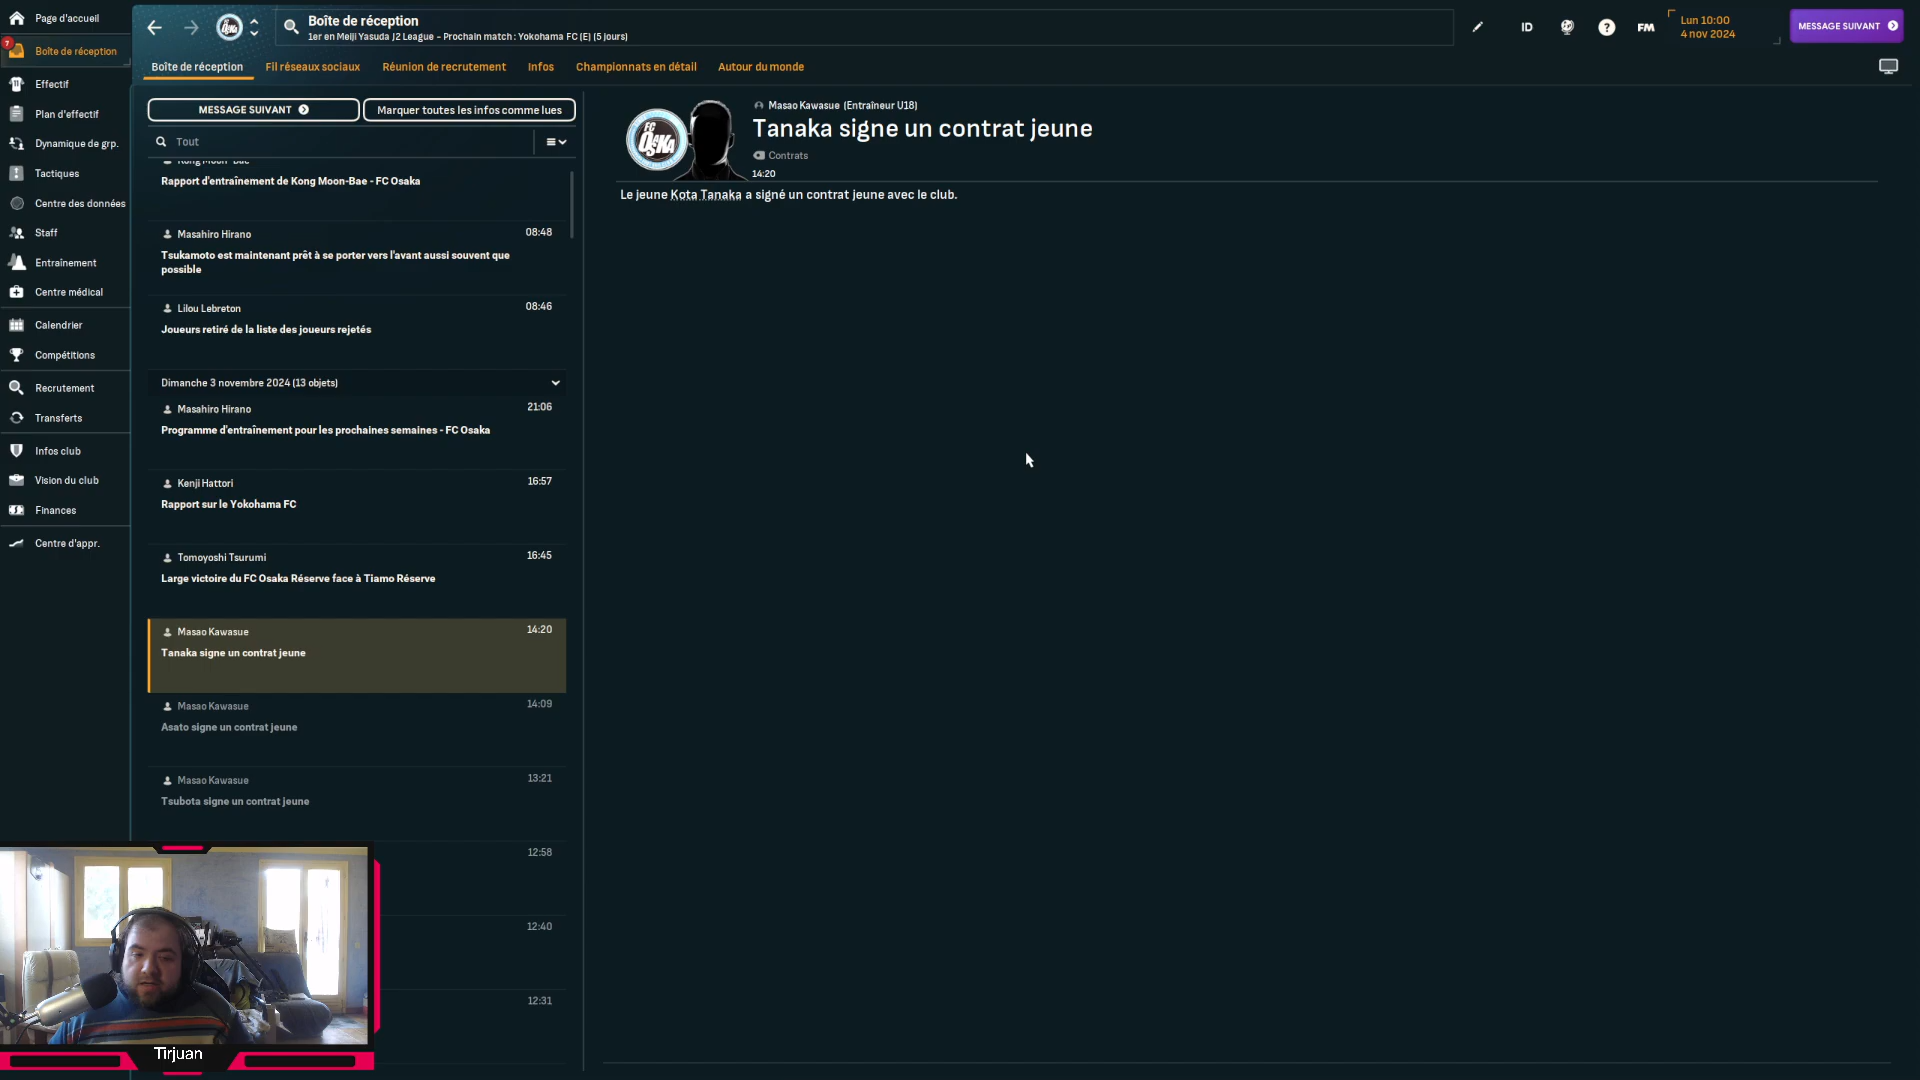 Page d'accueil
7
Boîte de réception
Effectif
Plan d'effectif
Dynamique de grp.
Tactiques
Centre des données
Staff
Entraînement
Centre médical
Calendrier
Compétitions
Recrutement
Transferts
Infos club
Vision du club
Finances
Centre d'appr.
Boîte de réception
1er en Meiji Yasuda J2 League - Prochain match : Yokohama FC (E) (5 jours)
ID
FM
Lun 10:00
4 nov 2024
MESSAGE SUIVANT
Boîte de réception
Fil réseaux sociaux
Réunion de recrutement
Infos
Championnats en détail
Autour du monde
MESSAGE SUIVANT
Marquer toutes les infos comme lues
Tout
Kong Moon-Bae
Rapport d'entraînement de Kong Moon-Bae - FC Osaka
Masahiro Hirano 08:48
Tsukamoto est maintenant prêt à se porter vers l'avant aussi souvent que
possible
Lilou Lebreton 08:46
Joueurs retiré de la liste des joueurs rejetés
Dimanche 3 novembre 2024 (13 objets)
Masahiro Hirano 21:06
Programme d'entraînement pour les prochaines semaines - FC Osaka
Kenji Hattori 16:57
Rapport sur le Yokohama FC
Tomoyoshi Tsurumi 16:45
Large victoire du FC Osaka Réserve face à Tiamo Réserve
Masao Kawasue 14:20
Tanaka signe un contrat jeune
Masao Kawasue 14:09
Asato signe un contrat jeune
Masao Kawasue 13:21
Tsubota signe un contrat jeune
12:58
12:40
12:31
FC
OSAKA
Masao Kawasue (Entraîneur U18)
Tanaka signe un contrat jeune
Contrats
14:20
Le jeune Kota Tanaka a signé un contrat jeune avec le club.
Tirjuan